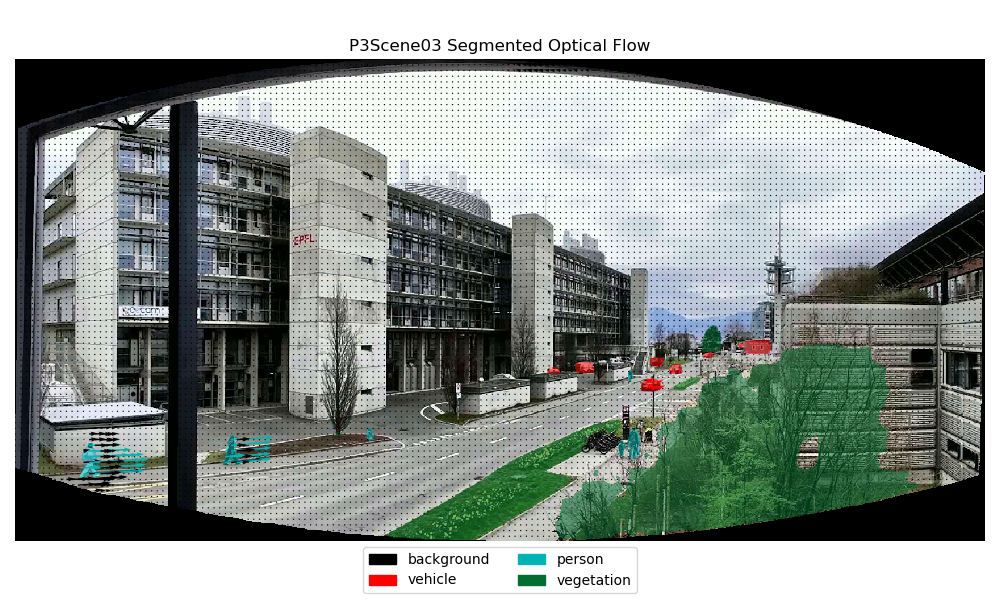 P3Scene03 Segmented Optical Flow
EPFL
background
person
vehicle
vegetation